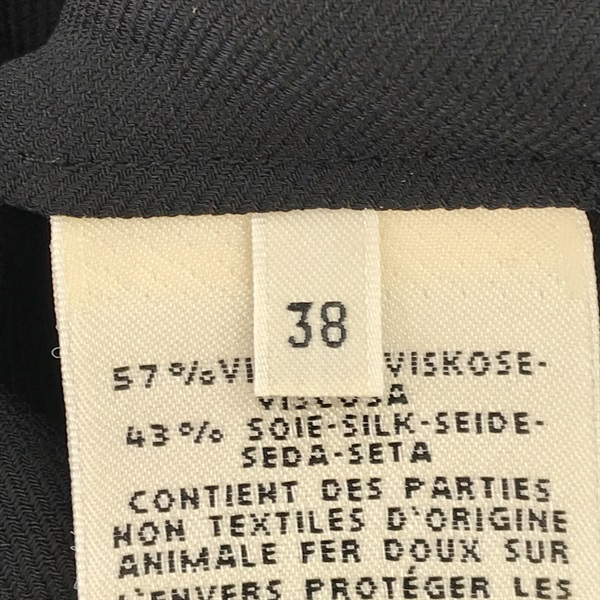 38
57% VISKOSE-
VISCOSA
43% SOIE-SILK-SEIDE-
SEDA-SETA
CONTIENT DES PARTIES
NON TEXTILES D'ORIGINE
ANIMALE FER DOUX SUR
L'ENVERS PROTÉGER LES